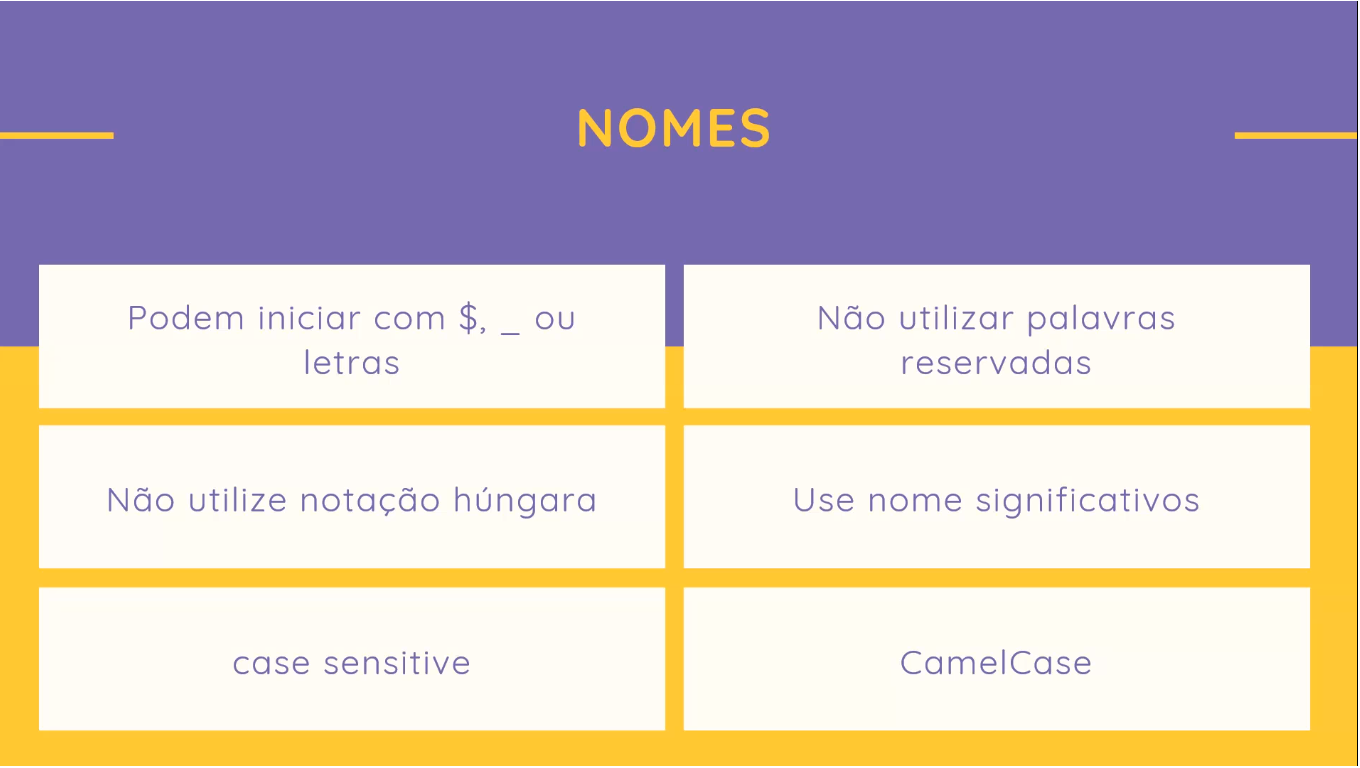 NOMES
Podem iniciar com $, _ ou
letras
Não utilizar palavras
reservadas
Não utilize notação húngara
Use nome significativos
case sensitive
CamelCase